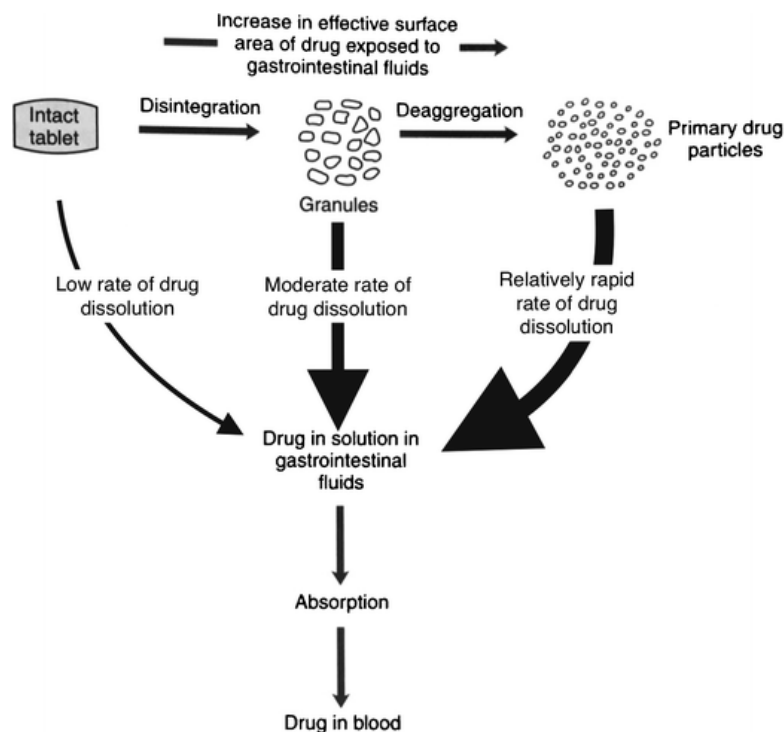 Increase in effective surface
area of drug exposed to
gastrointestinal fluids
Intact
tablet
Disintegration
Deaggregation
Primary drug
particles
Granules
Low rate of drug
dissolution
Moderate rate of
drug dissolution
Relatively rapid
rate of drug
dissolution
Drug in solution in
gastrointestinal
fluids
Absorption
Drug in blood